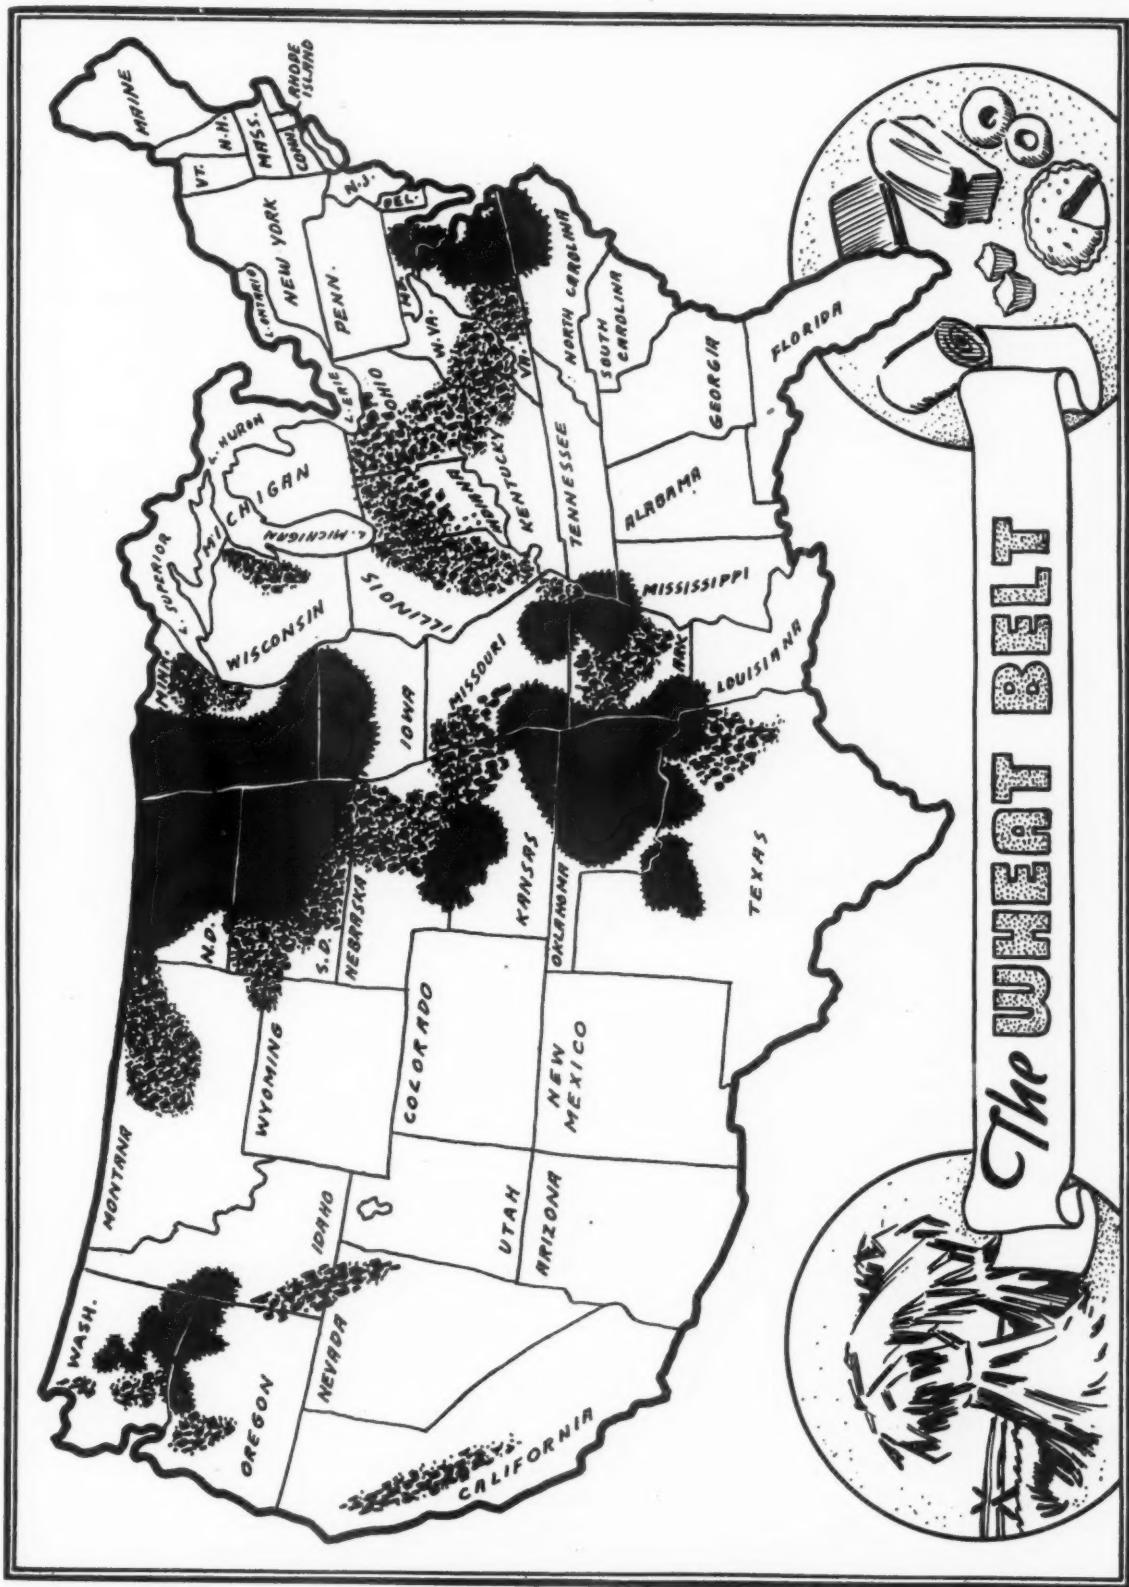 WASH.
OREGON
CALIFORNIA
NEVADA
IDAHO
MONTANA
WYOMING
UTAH
ARIZONA
COLORADO
NEW
MEXICO
N.D.
S.D.
NEBRASKA
KANSAS
OKLAHOMA
TEXAS
MINN.
IOWA
MISSOURI
ARK
LOUISIANA
WISCONSIN
ILLINOIS
L. SUPERIOR
MICHIGAN
L. MICHIGAN
L. HURON
INDIANA
OHIO
L. ERIE
KENTUCKY
TENNESSEE
MISSISSIPPI
ALABAMA
GEORGIA
FLORIDA
SOUTH
CAROLINA
NORTH CAROLINA
VA.
W. VA.
MD.
DEL.
N.J.
PENN.
NEW YORK
L. ONTARIO
VT.
N.H.
MAINE
MASS.
CONN.
RHODE
ISLAND
The WHEAT BELT